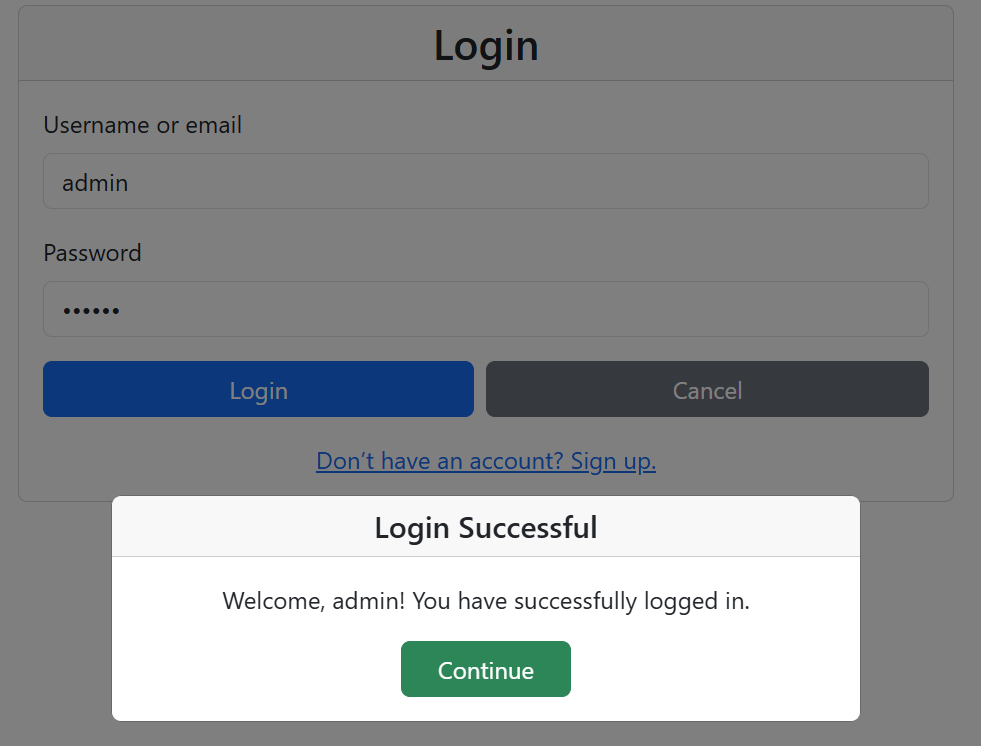 Login
Username or email
admin
Password
••••••
Login Cancel
Don’t have an account? Sign up.
Login Successful
Welcome, admin! You have successfully logged in.
Continue